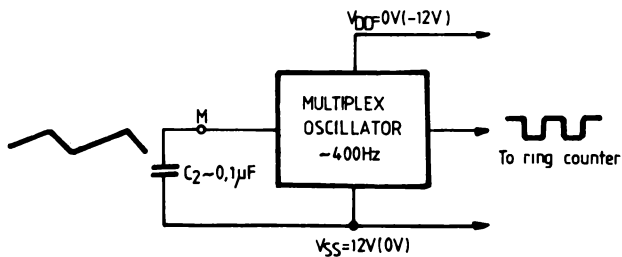 VDD=0V(-12V)
M
MULTIPLEX
OSCILLATOR
~400Hz
C2~0,1µF
To ring counter
VSS=12V(0V)